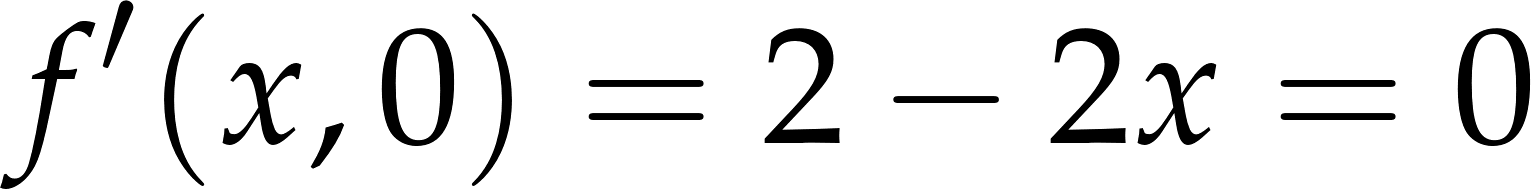 f′(x, 0) = 2 − 2x = 0